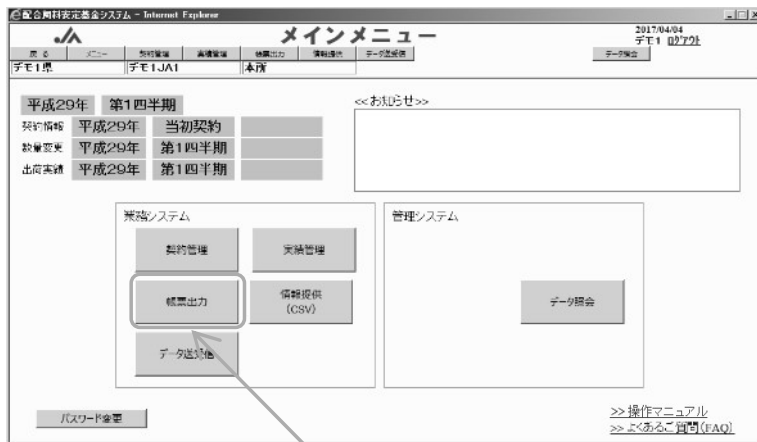 配合飼料安定基金システム - Internet Explorer
JA
メインメニュー
2017/04/04
デモ1 ログアウト
戻る メニュー 契約管理 実績管理 帳票出力 情報提供 データ送受信 データ照会
デモ1県 デモ1JA1 本所
平成29年 第1四半期
<<お知らせ>>
契約情報 平成29年 当初契約
数量変更 平成29年 第1四半期
出荷実績 平成29年 第1四半期
業務システム
管理システム
契約管理 実績管理
帳票出力 情報提供
(CSV)
データ照会
データ送受信
パスワード変更
>> 操作マニュアル
>> よくあるご質問(FAQ)